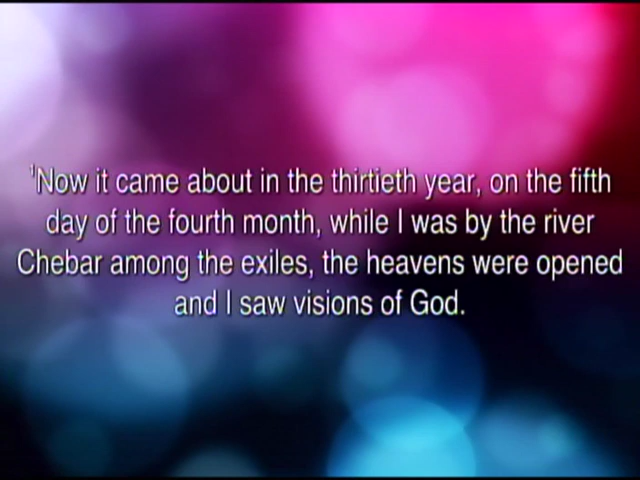 ¹Now it came about in the thirtieth year, on the fifth
day of the fourth month, while I was by the river
Chebar among the exiles, the heavens were opened
and I saw visions of God.